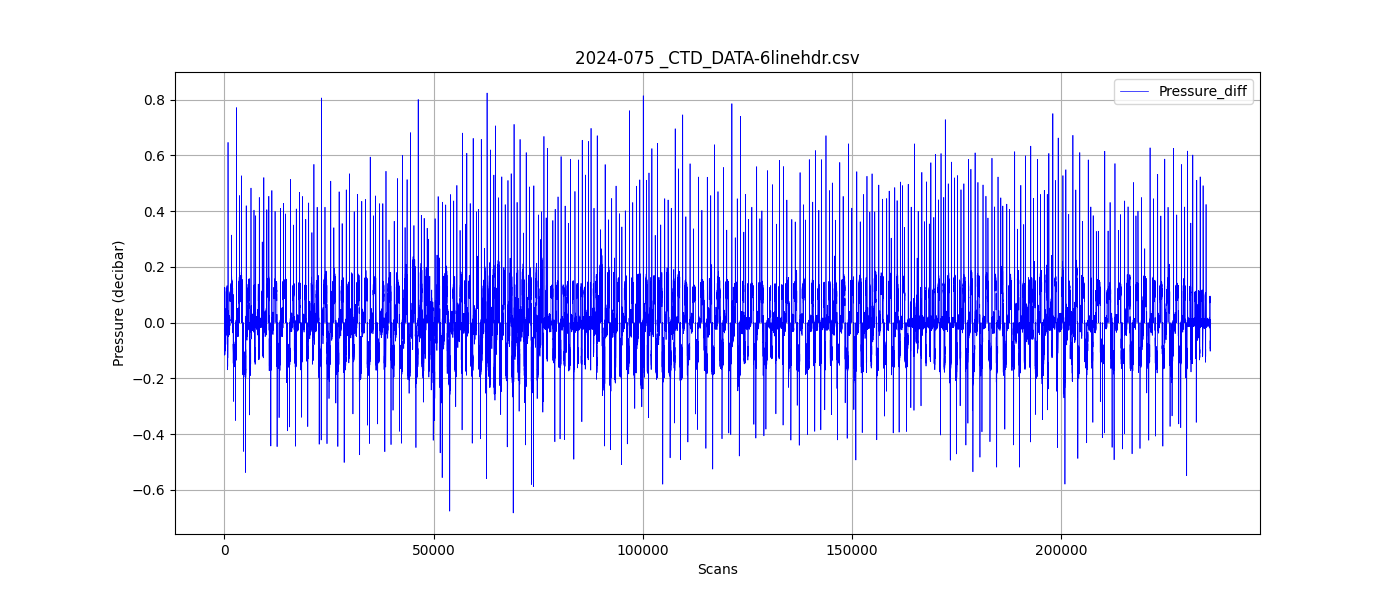 2024-075 _CTD_DATA-6linehdr.csv
Pressure_diff
0.8
0.6
0.4
0.2
0.0
−0.2
−0.4
−0.6
Pressure (decibar)
0 50000 100000 150000 200000
Scans